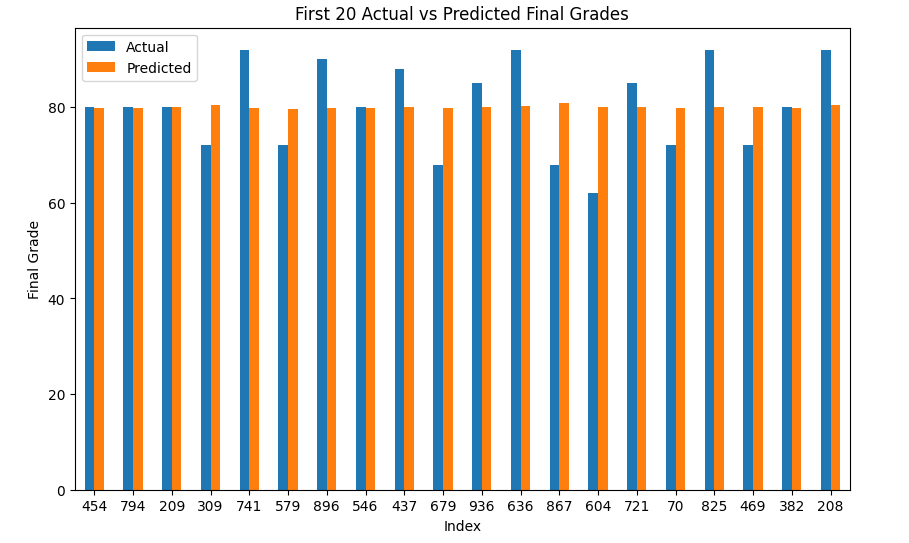 First 20 Actual vs Predicted Final Grades
Actual
Predicted
80
60
40
20
0
Final Grade
454 794 209 309 741 579 896 546 437 679 936 636 867 604 721 70 825 469 382 208
Index